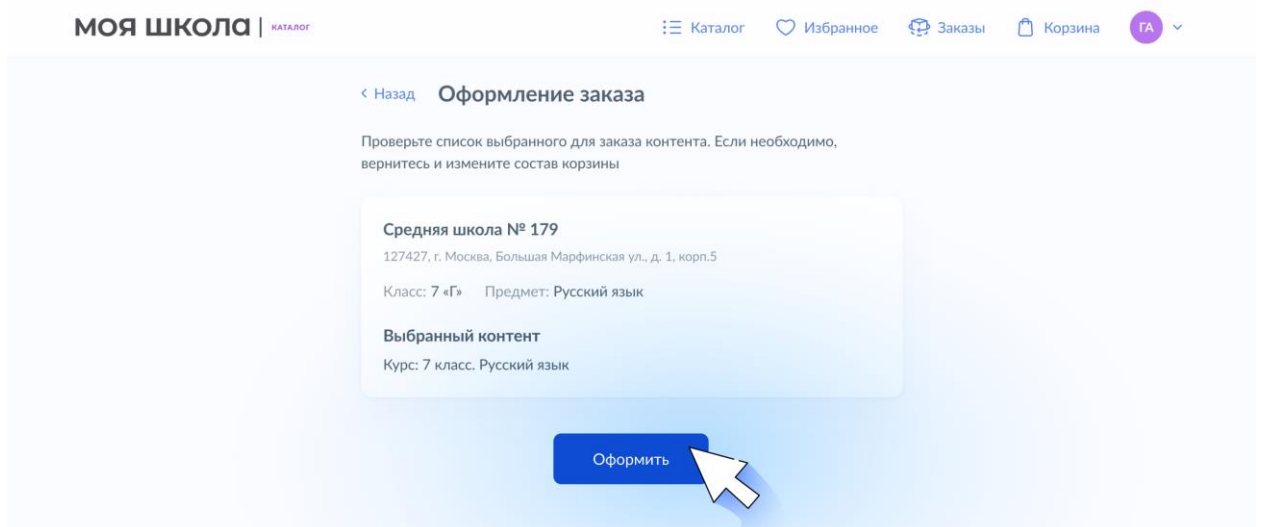 МОЯ ШКОЛА | КАТАЛОГ
Каталог Избранное Заказы Корзина ГА
< Назад Оформление заказа
Проверьте список выбранного для заказа контента. Если необходимо,
вернитесь и измените состав корзины
Средняя школа № 179
127427, г. Москва, Большая Марфинская ул., д. 1, корп.5
Класс: 7 «Г» Предмет: Русский язык
Выбранный контент
Курс: 7 класс. Русский язык
Оформить